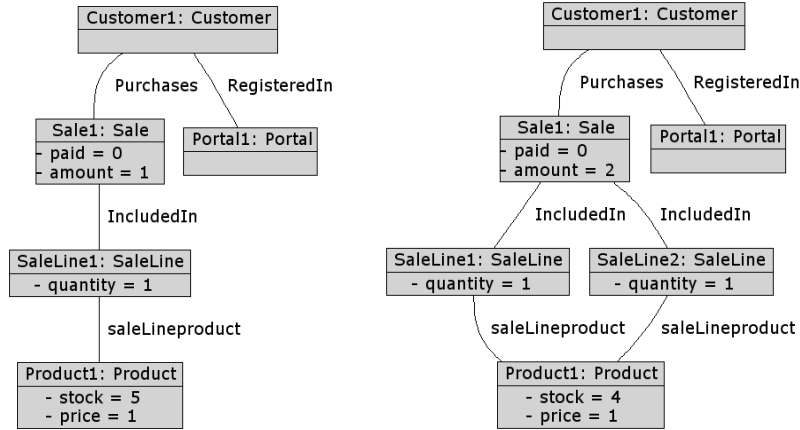 Customer1: Customer
Purchases
RegisteredIn
Sale1: Sale
- paid = 0
- amount = 1
Portal1: Portal
IncludedIn
SaleLine1: SaleLine
- quantity = 1
saleLineproduct
Product1: Product
- stock = 5
- price = 1
Customer1: Customer
Purchases
RegisteredIn
Sale1: Sale
- paid = 0
- amount = 2
Portal1: Portal
IncludedIn
IncludedIn
SaleLine1: SaleLine
- quantity = 1
SaleLine2: SaleLine
- quantity = 1
saleLineproduct
saleLineproduct
Product1: Product
- stock = 4
- price = 1